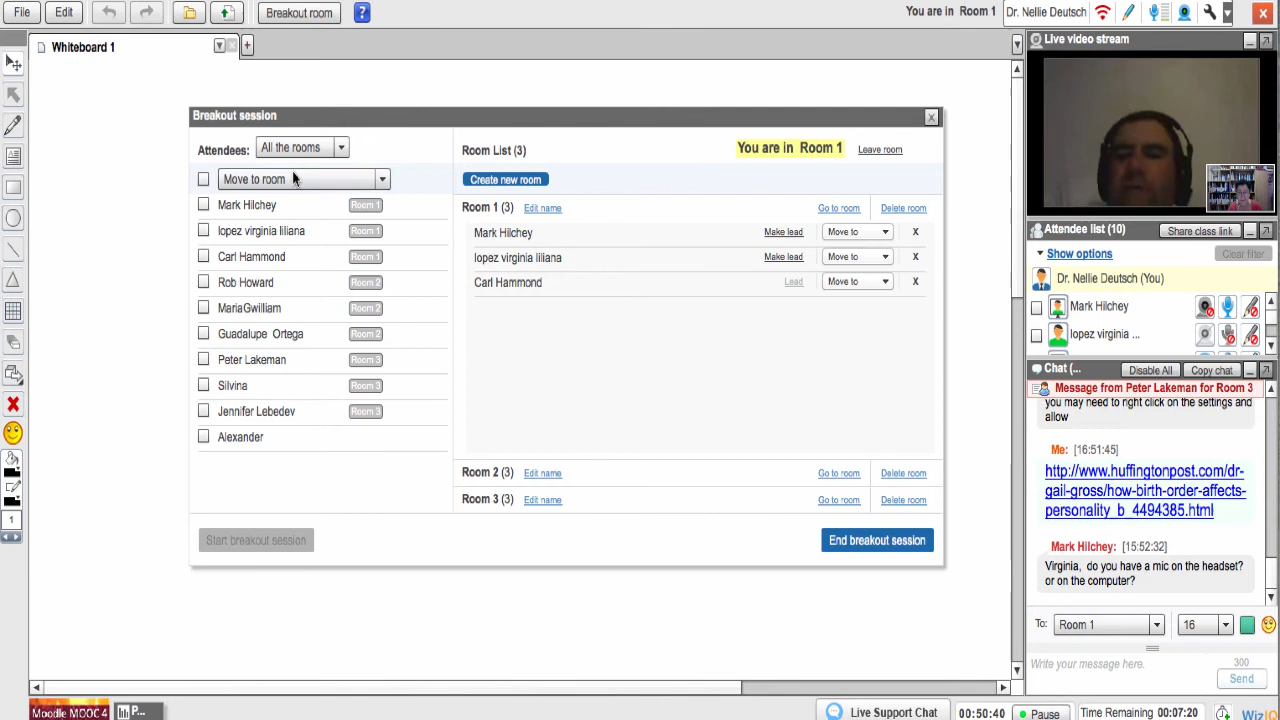 File Edit Breakout room ? You are in Room 1 Dr. Nellie Deutsch
Whiteboard 1
Live video stream
Breakout session
Attendees: All the rooms
Move to room
Mark Hilchey Room 1
lopez virginia liliana Room 1
Carl Hammond Room 1
Rob Howard Room 2
MariaGwilliam Room 2
Guadalupe Ortega Room 2
Peter Lakeman Room 3
Silvina Room 3
Jennifer Lebedev Room 3
Alexander
Start breakout session
Room List (3) You are in Room 1 Leave room
Create new room
Room 1 (3) Edit name Go to room Delete room
Mark Hilchey Make lead Move to X
lopez virginia liliana Make lead Move to X
Carl Hammond Lead Move to X
Room 2 (3) Edit name Go to room Delete room
Room 3 (3) Edit name Go to room Delete room
End breakout session
Attendee list (10) Share class link
Show options Clear filter
Dr. Nellie Deutsch (You)
Mark Hilchey
lopez virginia ...
Chat (... Disable All Copy chat
Message from Peter Lakeman for Room 3
you may need to right click on the settings and
allow
Me: [16:51:45]
http://www.huffingtonpost.com/dr-
gail-gross/how-birth-order-affects-
personality_b_4494385.html
Mark Hilchey: [15:52:32]
Virginia, do you have a mic on the headset?
or on the computer?
To: Room 1 16
Write your message here. 300
Send
1
Moodle MOOC 4 P... Live Support Chat 00:50:40 Pause Time Remaining 00:07:20 WizIQ